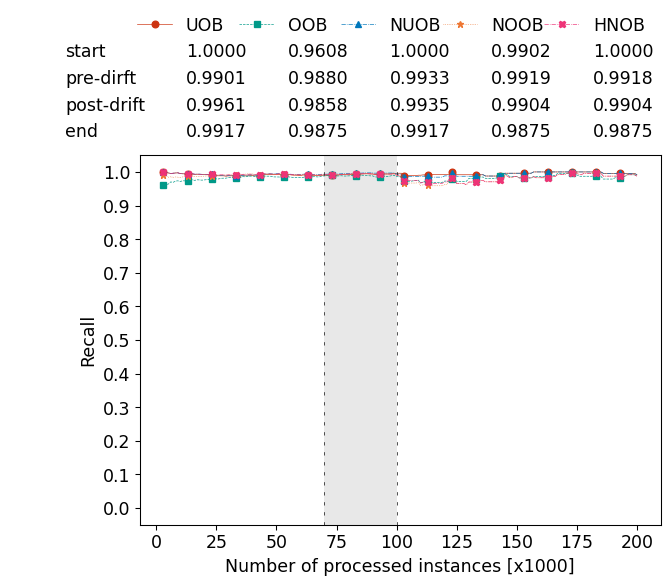 UOB OOB NUOB NOOB HNOB
start 1.0000 0.9608 1.0000 0.9902 1.0000
pre-dirft 0.9901 0.9880 0.9933 0.9919 0.9918
post-drift 0.9961 0.9858 0.9935 0.9904 0.9904
end 0.9917 0.9875 0.9917 0.9875 0.9875
1.0
0.9
0.8
0.7
0.6
0.5
0.4
0.3
0.2
0.1
0.0
Recall
0 25 50 75 100 125 150 175 200
Number of processed instances [x1000]